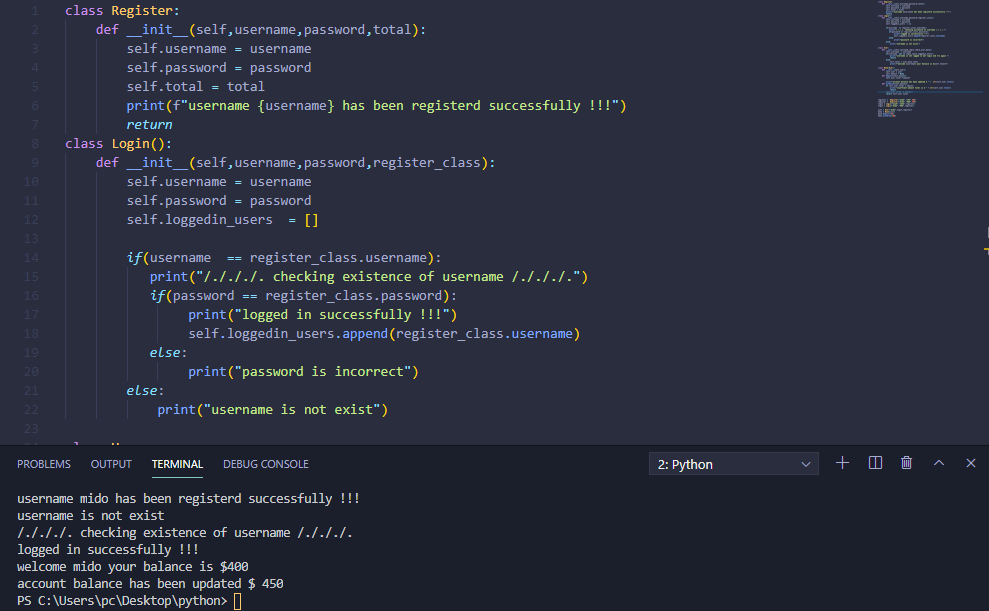 1 class Register:
2 def __init__(self,username,password,total):
3 self.username = username
4 self.password = password
5 self.total = total
6 print(f"username {username} has been registerd successfully !!!")
7 return
8 class Login():
9 def __init__(self,username,password,register_class):
10 self.username = username
11 self.password = password
12 self.loggedin_users  = []
13
14 if(username  == register_class.username):
15 print("/./././. checking existence of username /./././.")
16 if(password == register_class.password):
17 print("logged in successfully !!!")
18 self.loggedin_users.append(register_class.username)
19 else:
20 print("password is incorrect")
21 else:
22 print("username is not exist")
23
PROBLEMS OUTPUT TERMINAL DEBUG CONSOLE 2: Python
username mido has been registerd successfully !!!
username is not exist
/./././. checking existence of username /./././.
logged in successfully !!!
welcome mido your balance is $400
account balance has been updated $ 450
PS C:\Users\pc\Desktop\python>